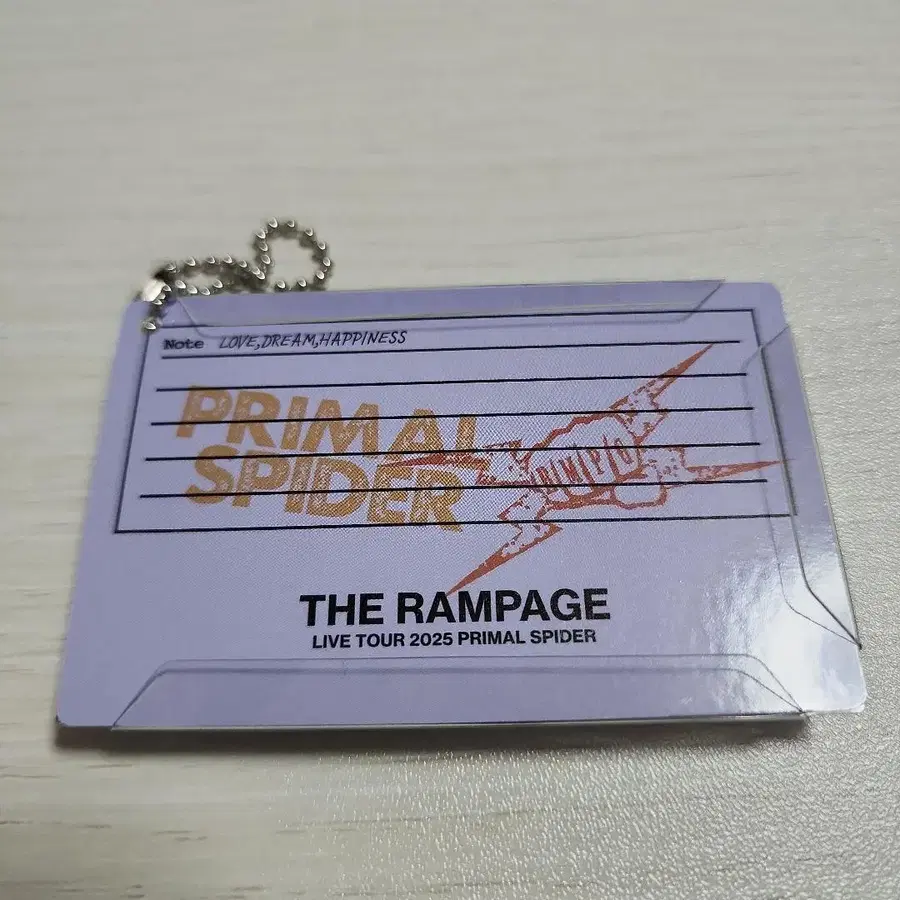 Note LOVE,DREAM,HAPPINESS
PRIMAL
SPIDER
THE RAMPAGE
LIVE TOUR 2025 PRIMAL SPIDER